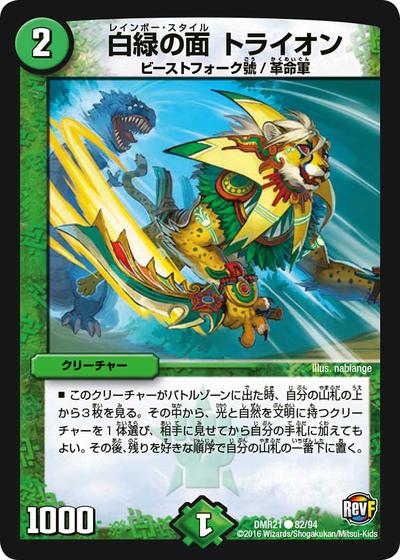 2
レインボー・スタイル
白緑の面 トライオン
ごう かくめいぐん
ビーストフォーク號 / 革命軍
Illus. nablange
クリーチャー
■ このクリーチャーがバトルゾーンに出た時、自分の山札の上
から3枚を見る。その中から、光と自然を文明に持つクリー
チャーを1体選び、相手に見せてから自分の手札に加えても
よい。その後、残りを好きな順序で自分の山札の一番下に置く。
1000
1
DMR21 ● 82/94
©2016 Wizards/Shogakukan/Mitsui-Kids
RevF